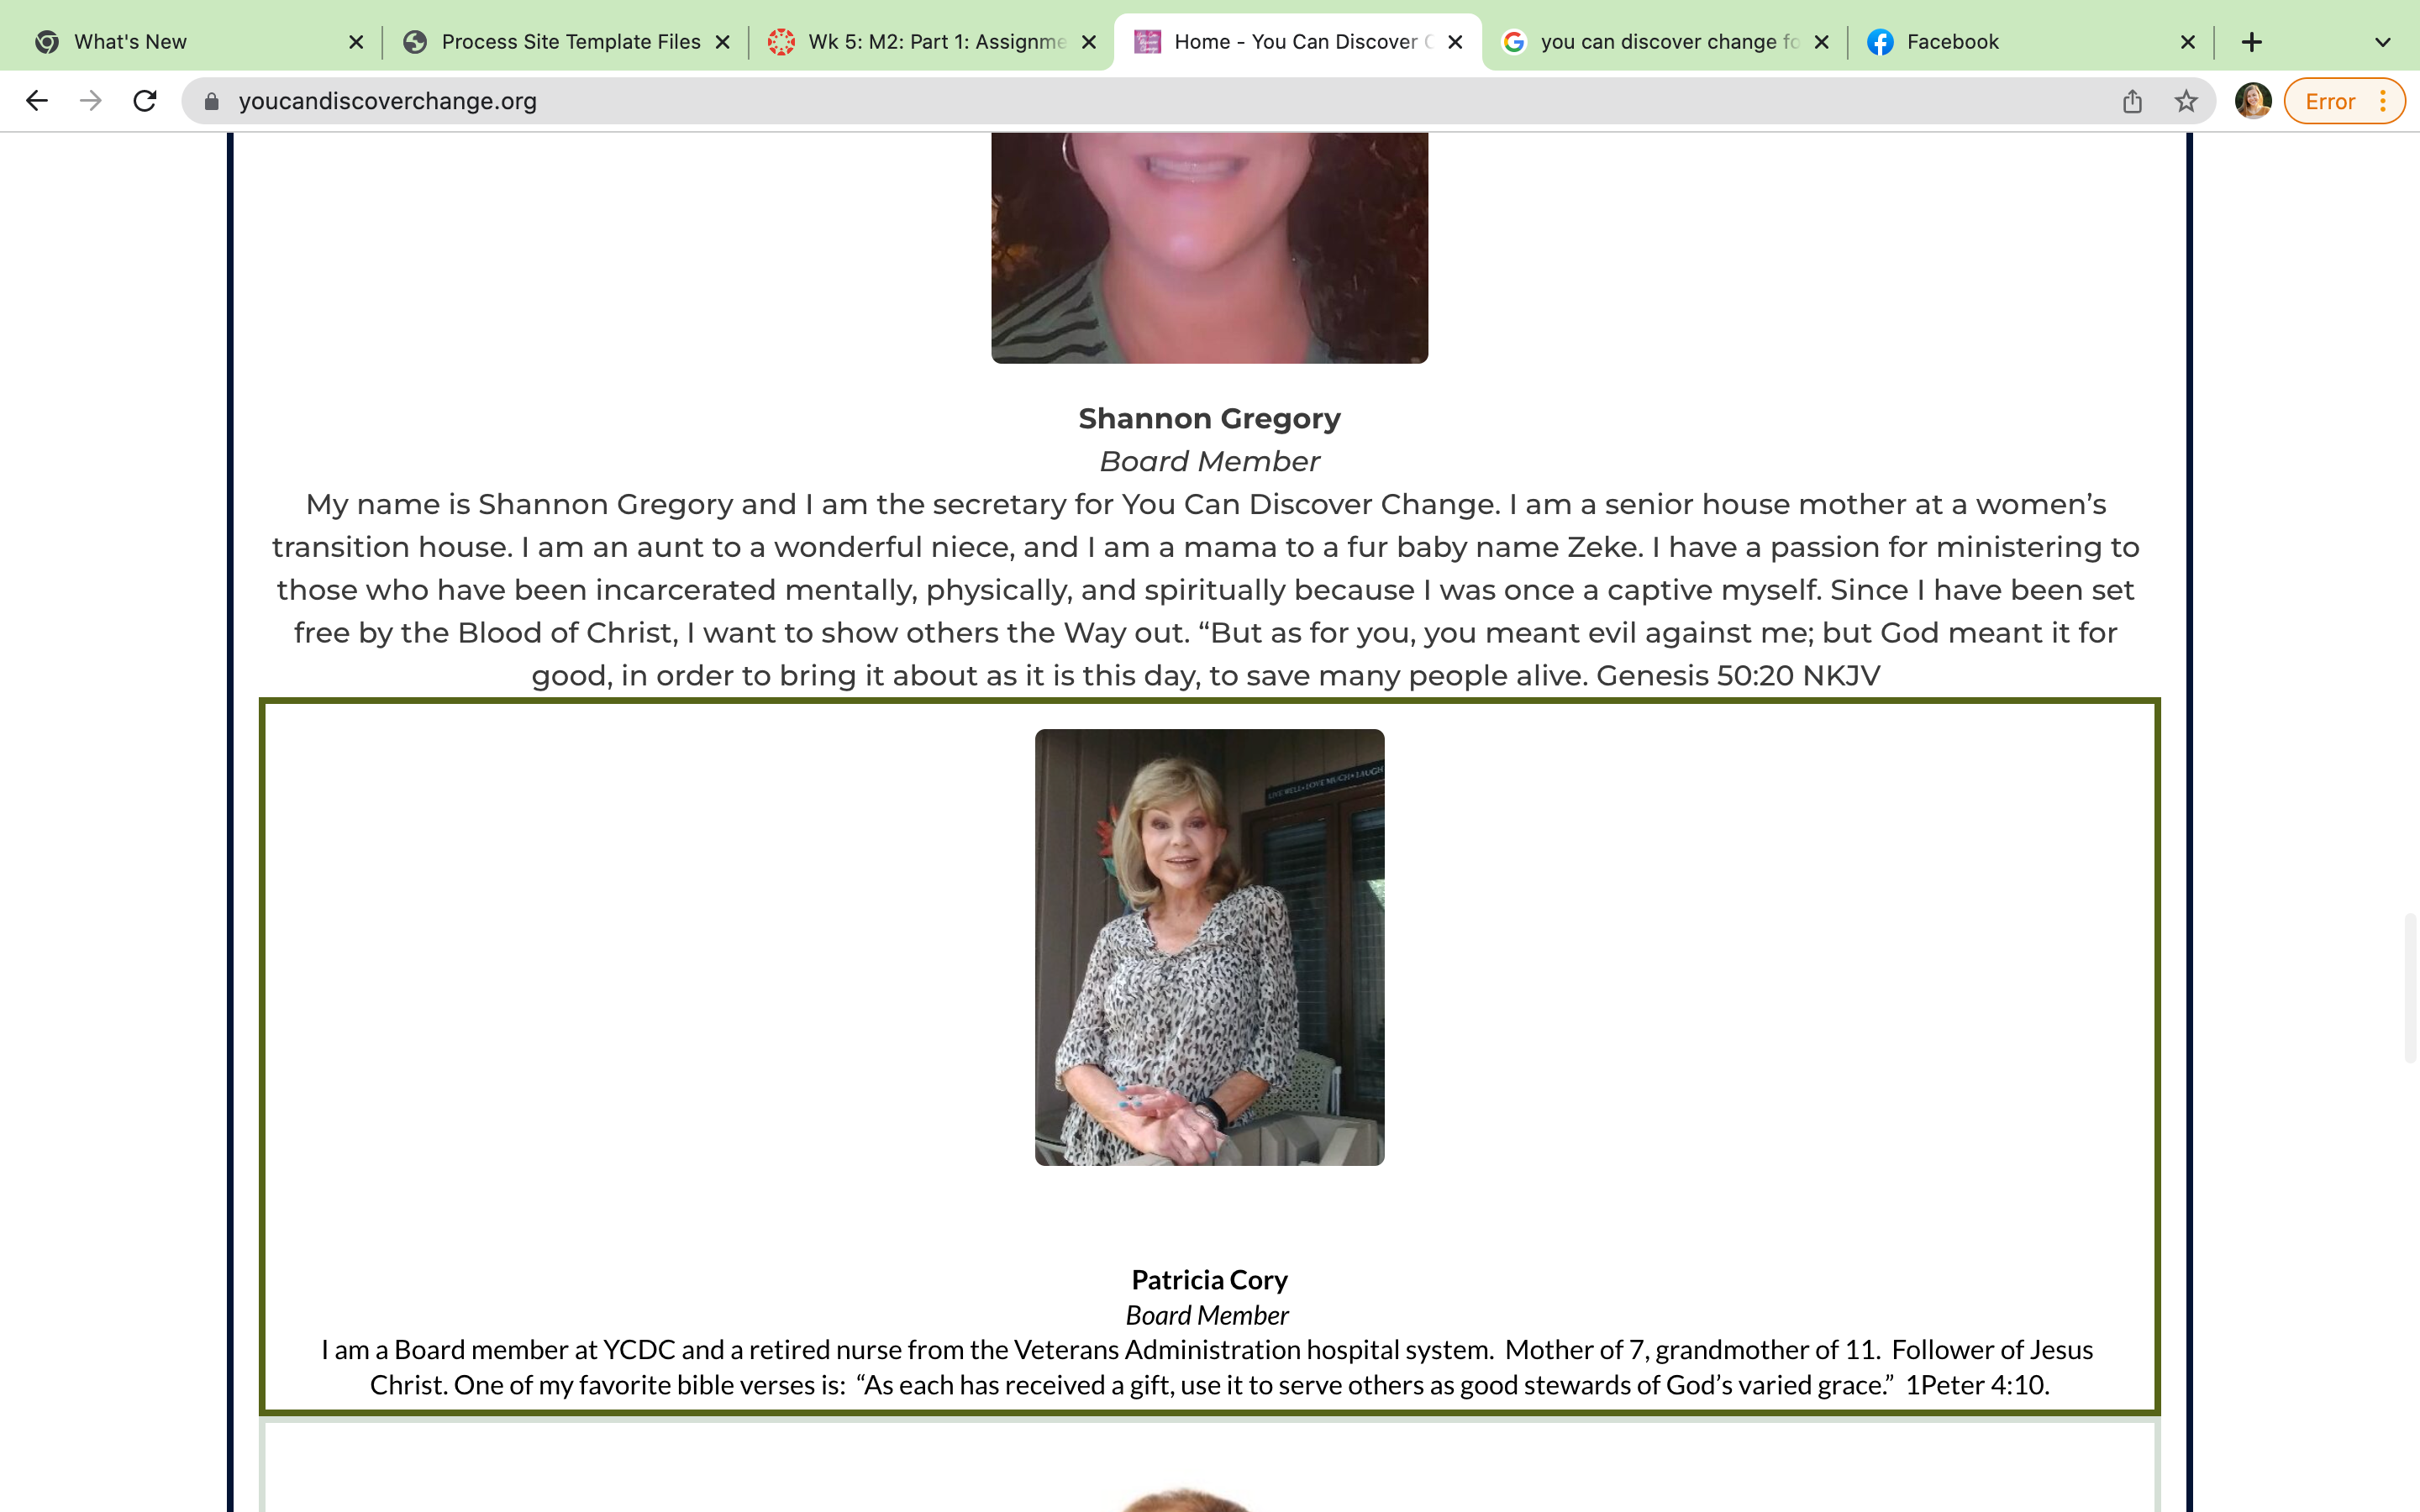 What's New
Process Site Template Files
Wk 5: M2: Part 1: Assignme
Home - You Can Discover C
you can discover change fo
Facebook
youcandiscoverchange.org
Error
Shannon Gregory
Board Member
My name is Shannon Gregory and I am the secretary for You Can Discover Change. I am a senior house mother at a women’s
transition house. I am an aunt to a wonderful niece, and I am a mama to a fur baby name Zeke. I have a passion for ministering to
those who have been incarcerated mentally, physically, and spiritually because I was once a captive myself. Since I have been set
free by the Blood of Christ, I want to show others the Way out. “But as for you, you meant evil against me; but God meant it for
good, in order to bring it about as it is this day, to save many people alive. Genesis 50:20 NKJV
LIVE WELL • LOVE MUCH • LAUGH
Patricia Cory
Board Member
I am a Board member at YCDC and a retired nurse from the Veterans Administration hospital system.  Mother of 7, grandmother of 11.  Follower of Jesus
Christ. One of my favorite bible verses is:  “As each has received a gift, use it to serve others as good stewards of God’s varied grace.”  1Peter 4:10.